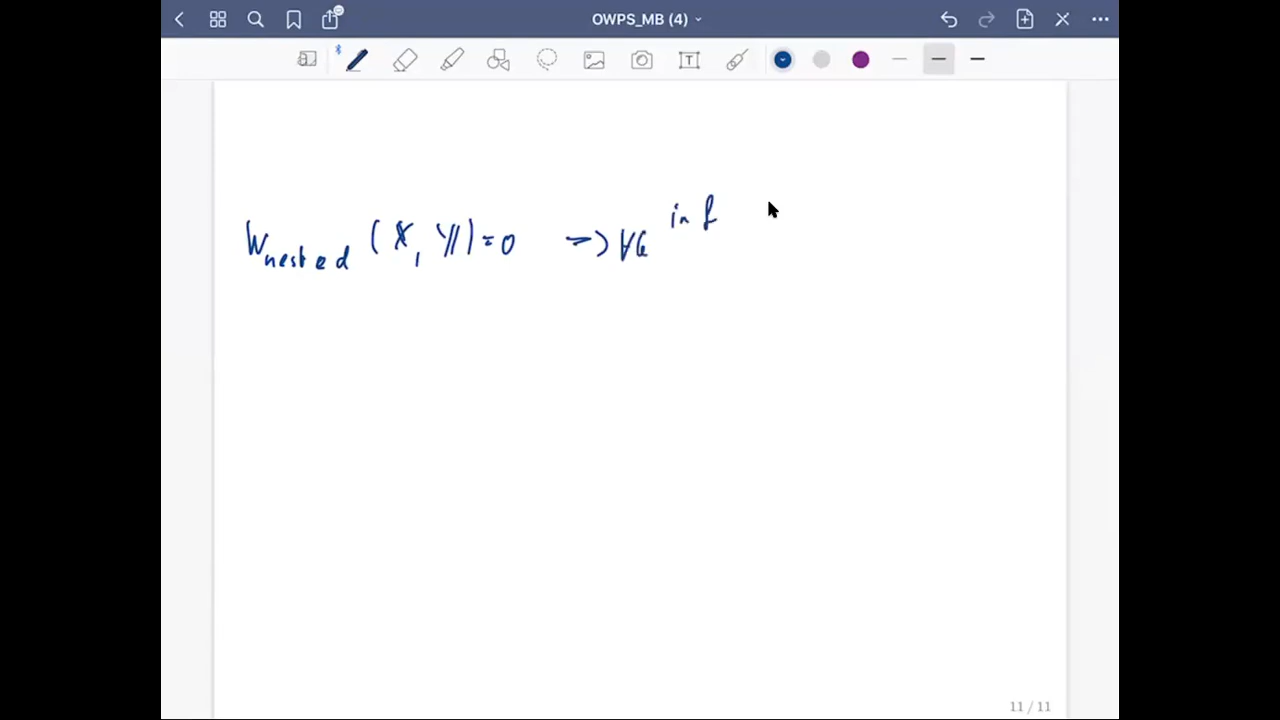 OWPS_MB (4)
W_nested (𝕏, 𝕐) = 0 => ∀G inf
11 / 11